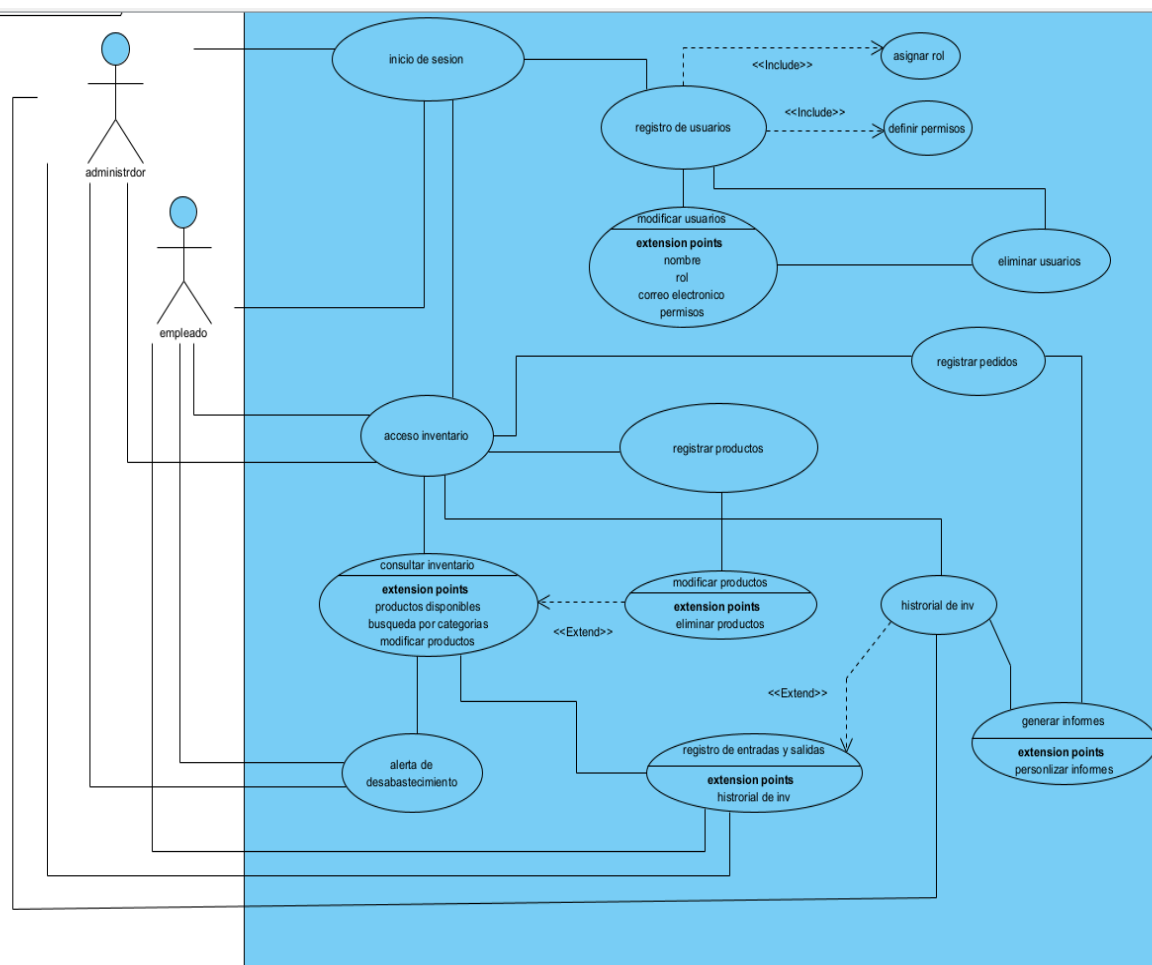 inicio de sesion
asignar rol
<<Include>>
<<Include>>
registro de usuarios
definir permisos
administrdor
modificar usuarios
extension points
nombre
rol
correo electronico
permisos
eliminar usuarios
empleado
registrar pedidos
acceso inventario
registrar productos
consultar inventario
extension points
productos disponibles
busqueda por categorias
modificar productos
<<Extend>>
modificar productos
extension points
eliminar productos
histrorial de inv
<<Extend>>
generar informes
extension points
personlizar informes
alerta de
desabastecimiento
registro de entradas y salidas
extension points
histrorial de inv